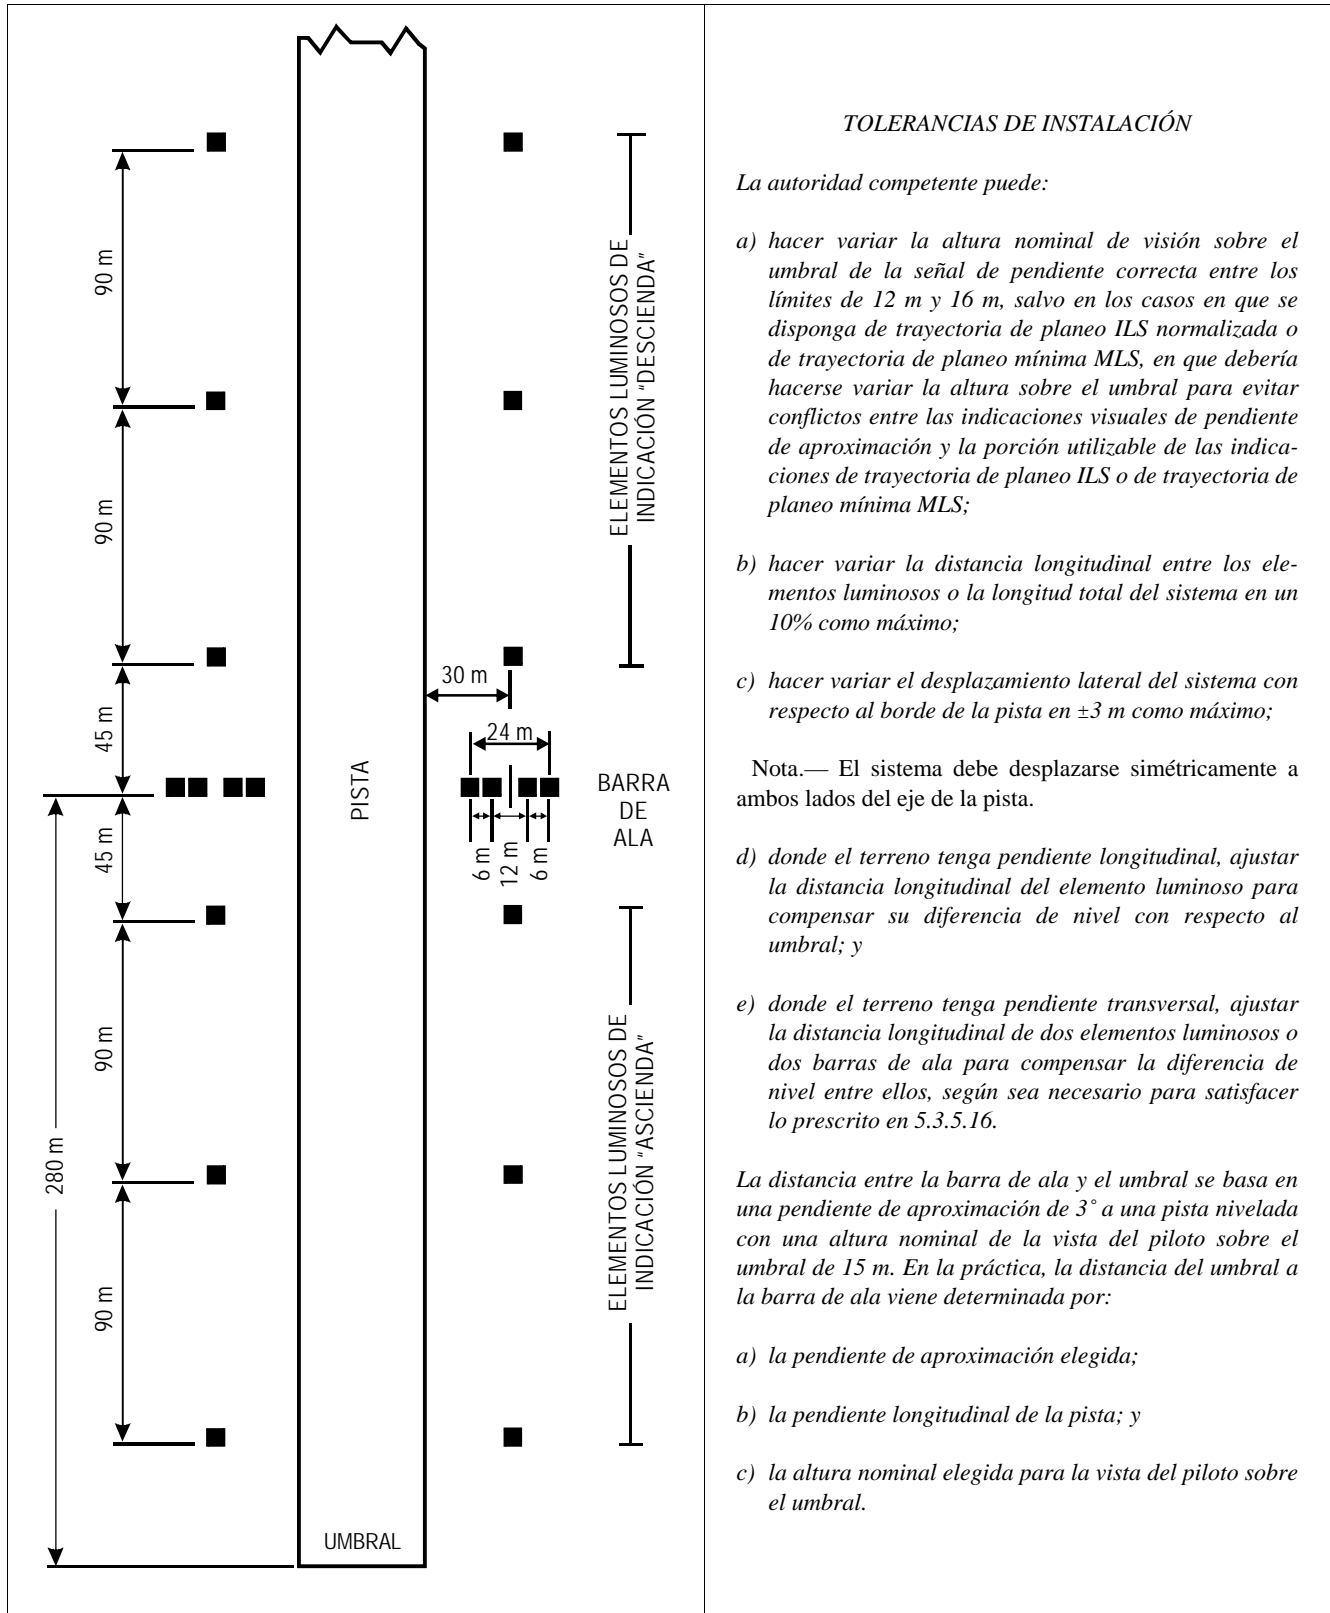 90 m
90 m
45 m
45 m
90 m
90 m
280 m
PISTA
UMBRAL
30 m
24 m
6 m
12 m
6 m
ELEMENTOS LUMINOSOS DE
INDICACIÓN "DESCIENDA"
BARRA
DE
ALA
ELEMENTOS LUMINOSOS DE
INDICACIÓN "ASCIENDA"
TOLERANCIAS DE INSTALACIÓN
La autoridad competente puede:
a) hacer variar la altura nominal de visión sobre el
umbral de la señal de pendiente correcta entre los
límites de 12 m y 16 m, salvo en los casos en que se
disponga de trayectoria de planeo ILS normalizada o
de trayectoria de planeo mínima MLS, en que debería
hacerse variar la altura sobre el umbral para evitar
conflictos entre las indicaciones visuales de pendiente
de aproximación y la porción utilizable de las indica-
ciones de trayectoria de planeo ILS o de trayectoria de
planeo mínima MLS;
b) hacer variar la distancia longitudinal entre los ele-
mentos luminosos o la longitud total del sistema en un
10% como máximo;
c) hacer variar el desplazamiento lateral del sistema con
respecto al borde de la pista en ±3 m como máximo;
Nota.— El sistema debe desplazarse simétricamente a
ambos lados del eje de la pista.
d) donde el terreno tenga pendiente longitudinal, ajustar
la distancia longitudinal del elemento luminoso para
compensar su diferencia de nivel con respecto al
umbral; y
e) donde el terreno tenga pendiente transversal, ajustar
la distancia longitudinal de dos elementos luminosos o
dos barras de ala para compensar la diferencia de
nivel entre ellos, según sea necesario para satisfacer
lo prescrito en 5.3.5.16.
La distancia entre la barra de ala y el umbral se basa en
una pendiente de aproximación de 3° a una pista nivelada
con una altura nominal de la vista del piloto sobre el
umbral de 15 m. En la práctica, la distancia del umbral a
la barra de ala viene determinada por:
a) la pendiente de aproximación elegida;
b) la pendiente longitudinal de la pista; y
c) la altura nominal elegida para la vista del piloto sobre
el umbral.